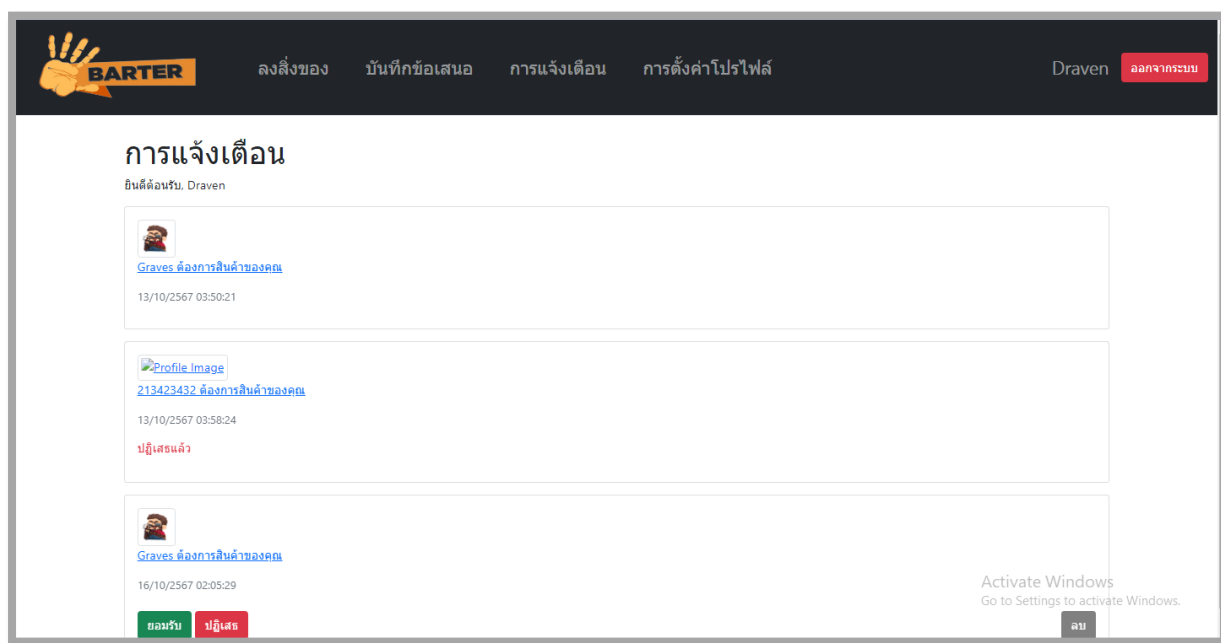 BARTER ลงสิ่งของ บันทึกข้อเสนอ การแจ้งเตือน การตั้งค่าโปรไฟล์ Draven ออกจากระบบ
การแจ้งเตือน
ยินดีต้อนรับ, Draven
Graves ต้องการสินค้าของคุณ
13/10/2567 03:50:21
Profile Image
213423432 ต้องการสินค้าของคุณ
13/10/2567 03:58:24
ปฏิเสธแล้ว
Graves ต้องการสินค้าของคุณ
16/10/2567 02:05:29
ยอมรับ ปฏิเสธ ลบ
Activate Windows
Go to Settings to activate Windows.